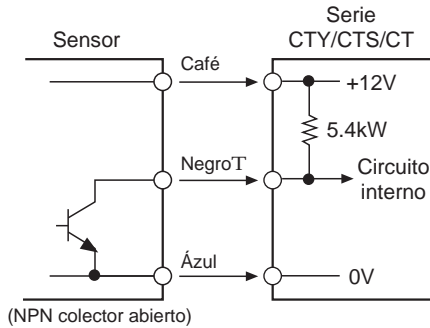 Sensor
Serie
CTY/CTS/CT
Café
+12V
5.4kW
NegroT
Circuito
interno
Ázul
0V
(NPN colector abierto)